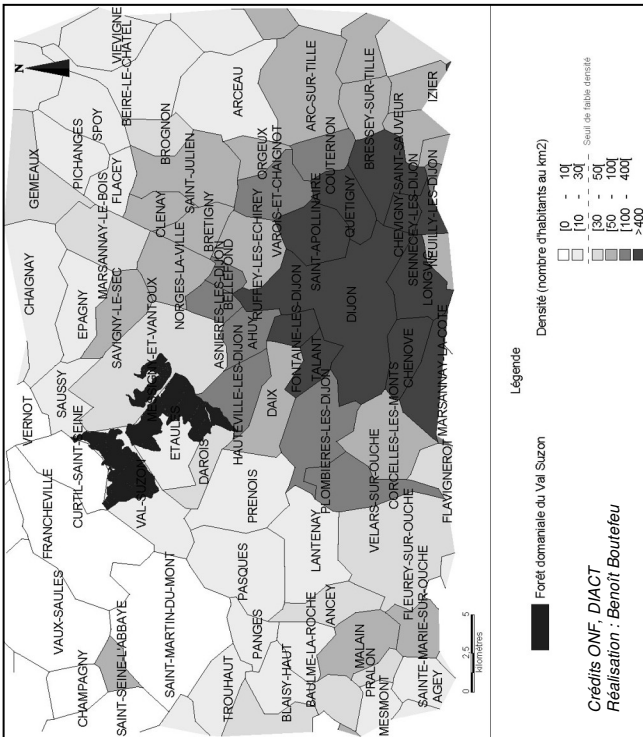 N
VERNOT
CHAIGNAY
GEMEAUX
FRANCHEVILLE
SAUSSY
EPAGNY
PICHANGES
SPOY
VIEVIGNE
VAUX-SAULES
CURTIL-SAINT-SEINE
MARSANNAY-LE-BOIS
FLACEY
BEIRE-LE-CHATEL
CHAMPAGNY
SAVIGNY-LE-SEC
SAINT-SEINE-L'ABBAYE
VAL-SUZON
CLENAY
BROGNON
SAINT-MARTIN-DU-MONT
ETAULES
NORGES-LA-VILLE
SAINT-JULIEN
DAROIS
BRETIGNY
ARCEAU
TROUHAUT
PASQUES
PRENOIS
HAUTEVILLE-LES-DIJON
ASNIERES-LES-DIJON
BELLEFOND
ORGEUX
PANGES
DAIX
AHUY
RUFFEY-LES-ECHIREY
VAROIS-ET-CHAIGNOT
BLAISY-HAUT
LANTENAY
FONTAINE-LES-DIJON
ARC-SUR-TILLE
BAULME-LA-ROCHE
PLOMBIERES-LES-DIJON
TALANT
SAINT-APOLLINAIRE
COUTERNON
ANCEY
DIJON
QUETIGNY
MALAIN
VELARS-SUR-OUCHE
BRESSEY-SUR-TILLE
PRALON
CORCELLES-LES-MONTS
CHENOVE
CHEVIGNY-SAINT-SAUVEUR
MESMONT
FLEUREY-SUR-OUCHE
SENNECEY-LES-DIJON
SAINTE-MARIE-SUR-OUCHE
LONGVIC
NEUILLY-LES-DIJON
IZIER
AGEY
FLAVIGNEROT
MARSANNAY-LA-COTE
0 2,5 5
kilomètres
Légende
Forêt domaniale du Val Suzon
Densité (nombre d'habitants au km2)
[0 - 10[
[10 - 30[
Seuil de faible densité
[30 - 50[
[50 - 100[
[100 - 400[
>400
Crédits ONF, DIACT
Réalisation : Benoît Boutefeu